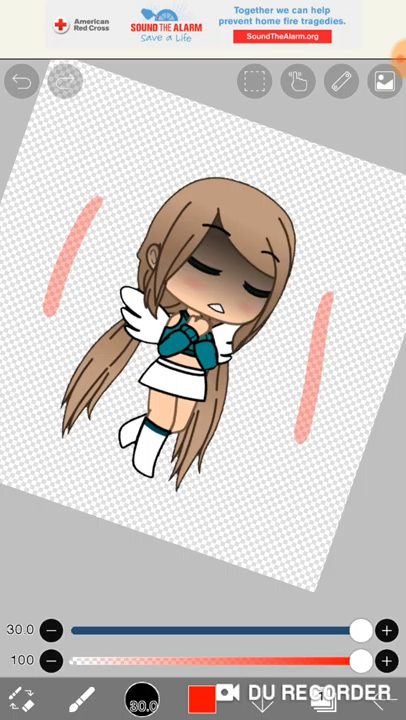 American
Red Cross
SOUND THE ALARM
Save a Life
Together we can help
prevent home fire tragedies.
SoundTheAlarm.org
30.0
100
30.0
DU RECORDER